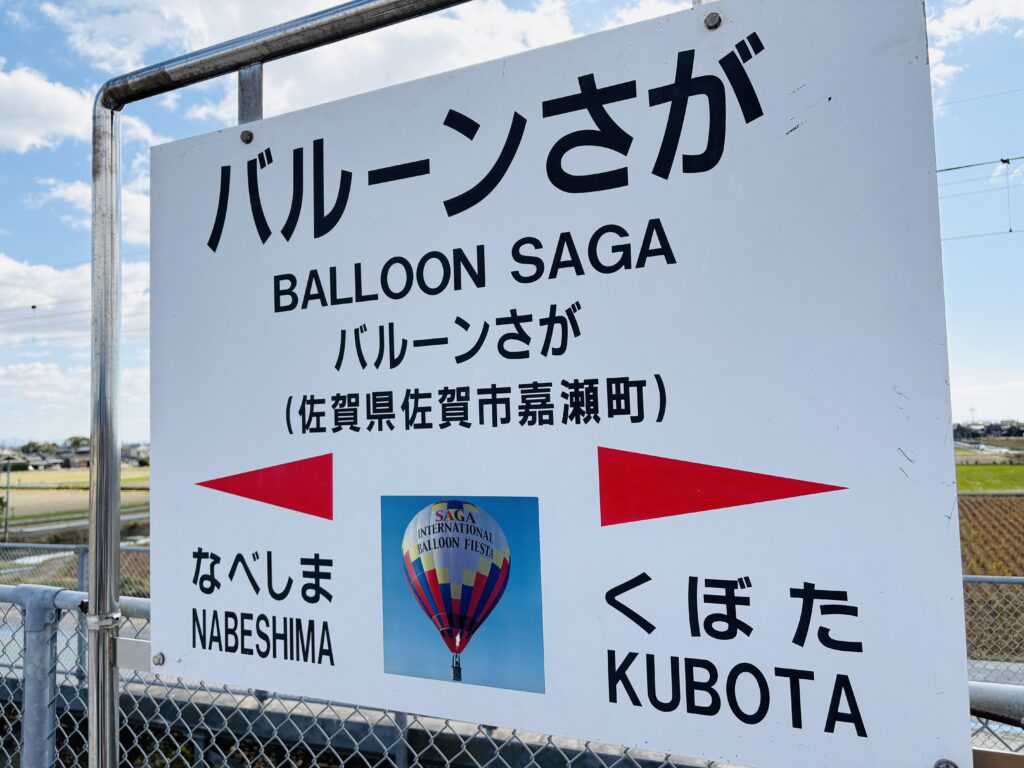 バルーンさが
BALLOON SAGA
バルーンさが
(佐賀県佐賀市嘉瀬町)
なべしま
NABESHIMA
SAGA
INTERNATIONAL
BALLOON FIESTA
くぼた
KUBOTA